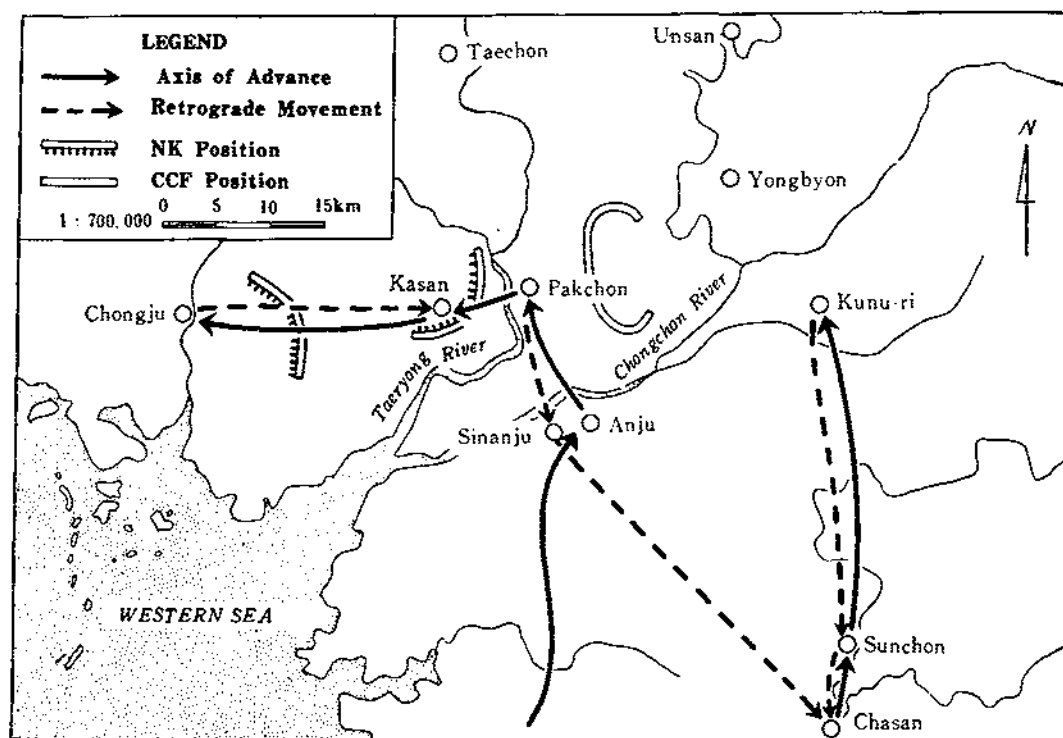 LEGEND
Axis of Advance
Retrograde Movement
NK Position
CCF Position
1 : 700,000 0 5 10 15km
Taechon
Unsan
N
Yongbyon
Kasan
Pakchon
Chongju
Kunu-ri
Taeryong River
Chongchan River
Sinanju
Anju
WESTERN SEA
Sunchon
Chasan